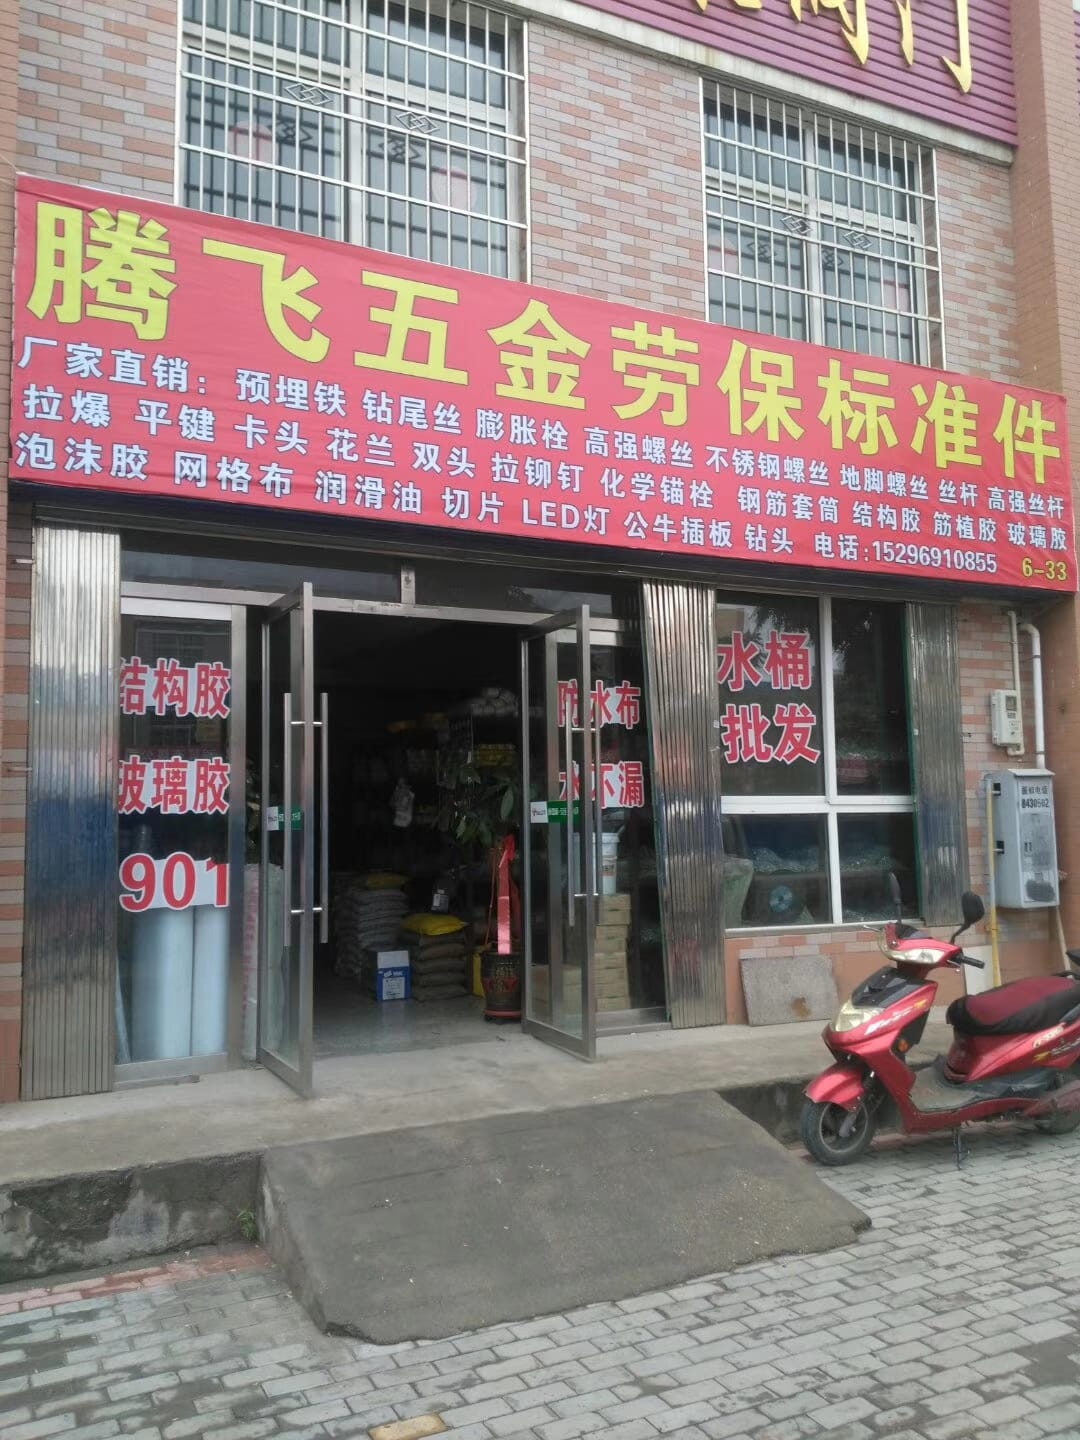 阀门
腾飞五金劳保标准件
厂家直销：预埋铁 钻尾丝 膨胀栓 高强螺丝 不锈钢螺丝 地脚螺丝 丝杆 高强丝杆
拉爆 平键 卡头 花兰 双头 拉铆钉 化学锚栓 钢筋套筒 结构胶 筋植胶 玻璃胶
泡沫胶 网格布 润滑油 切片 LED灯 公牛插板 钻头 电话:15296910855 6-33
结构胶
玻璃胶
901
防水布
水不漏
水桶
批发
8430502